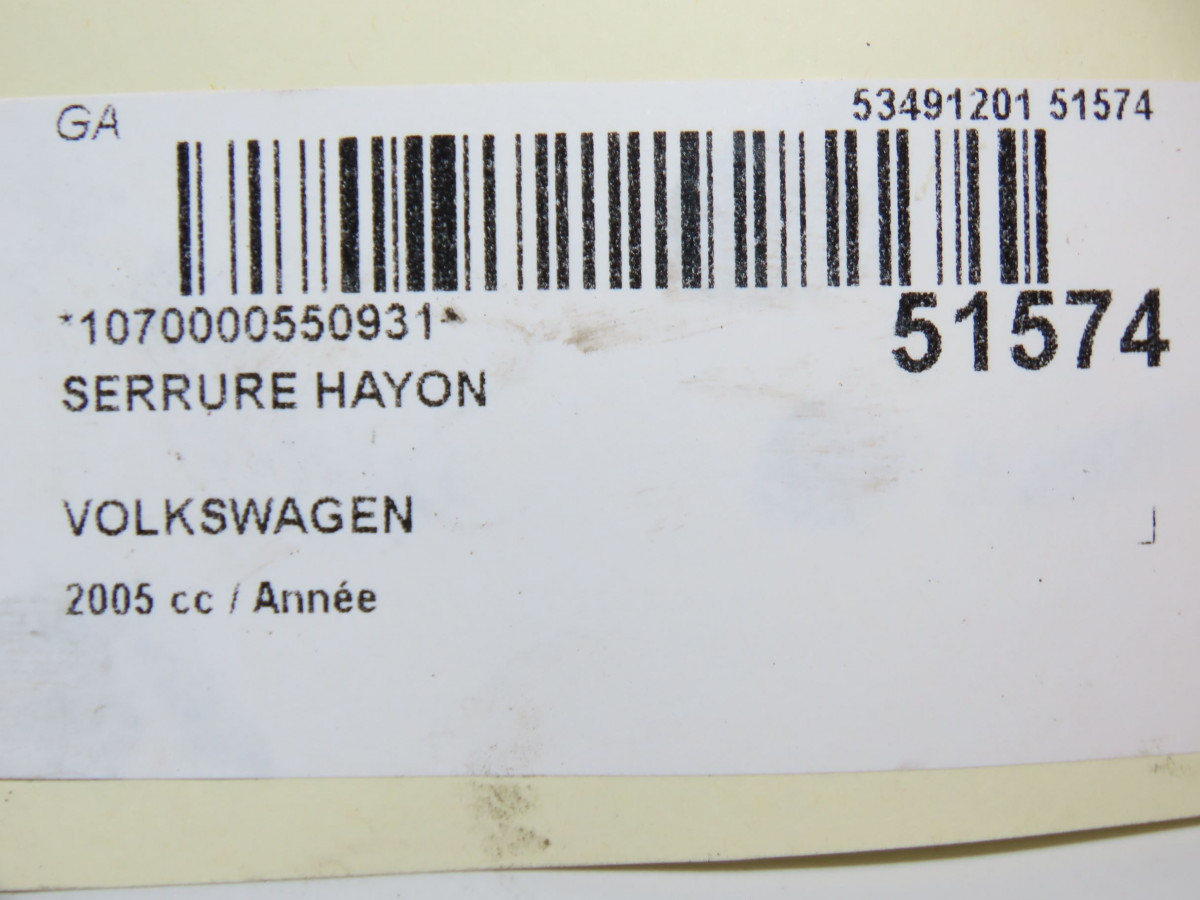 GA
53491201 51574
*1070000550931*
51574
SERRURE HAYON
VOLKSWAGEN
2005 cc / Année